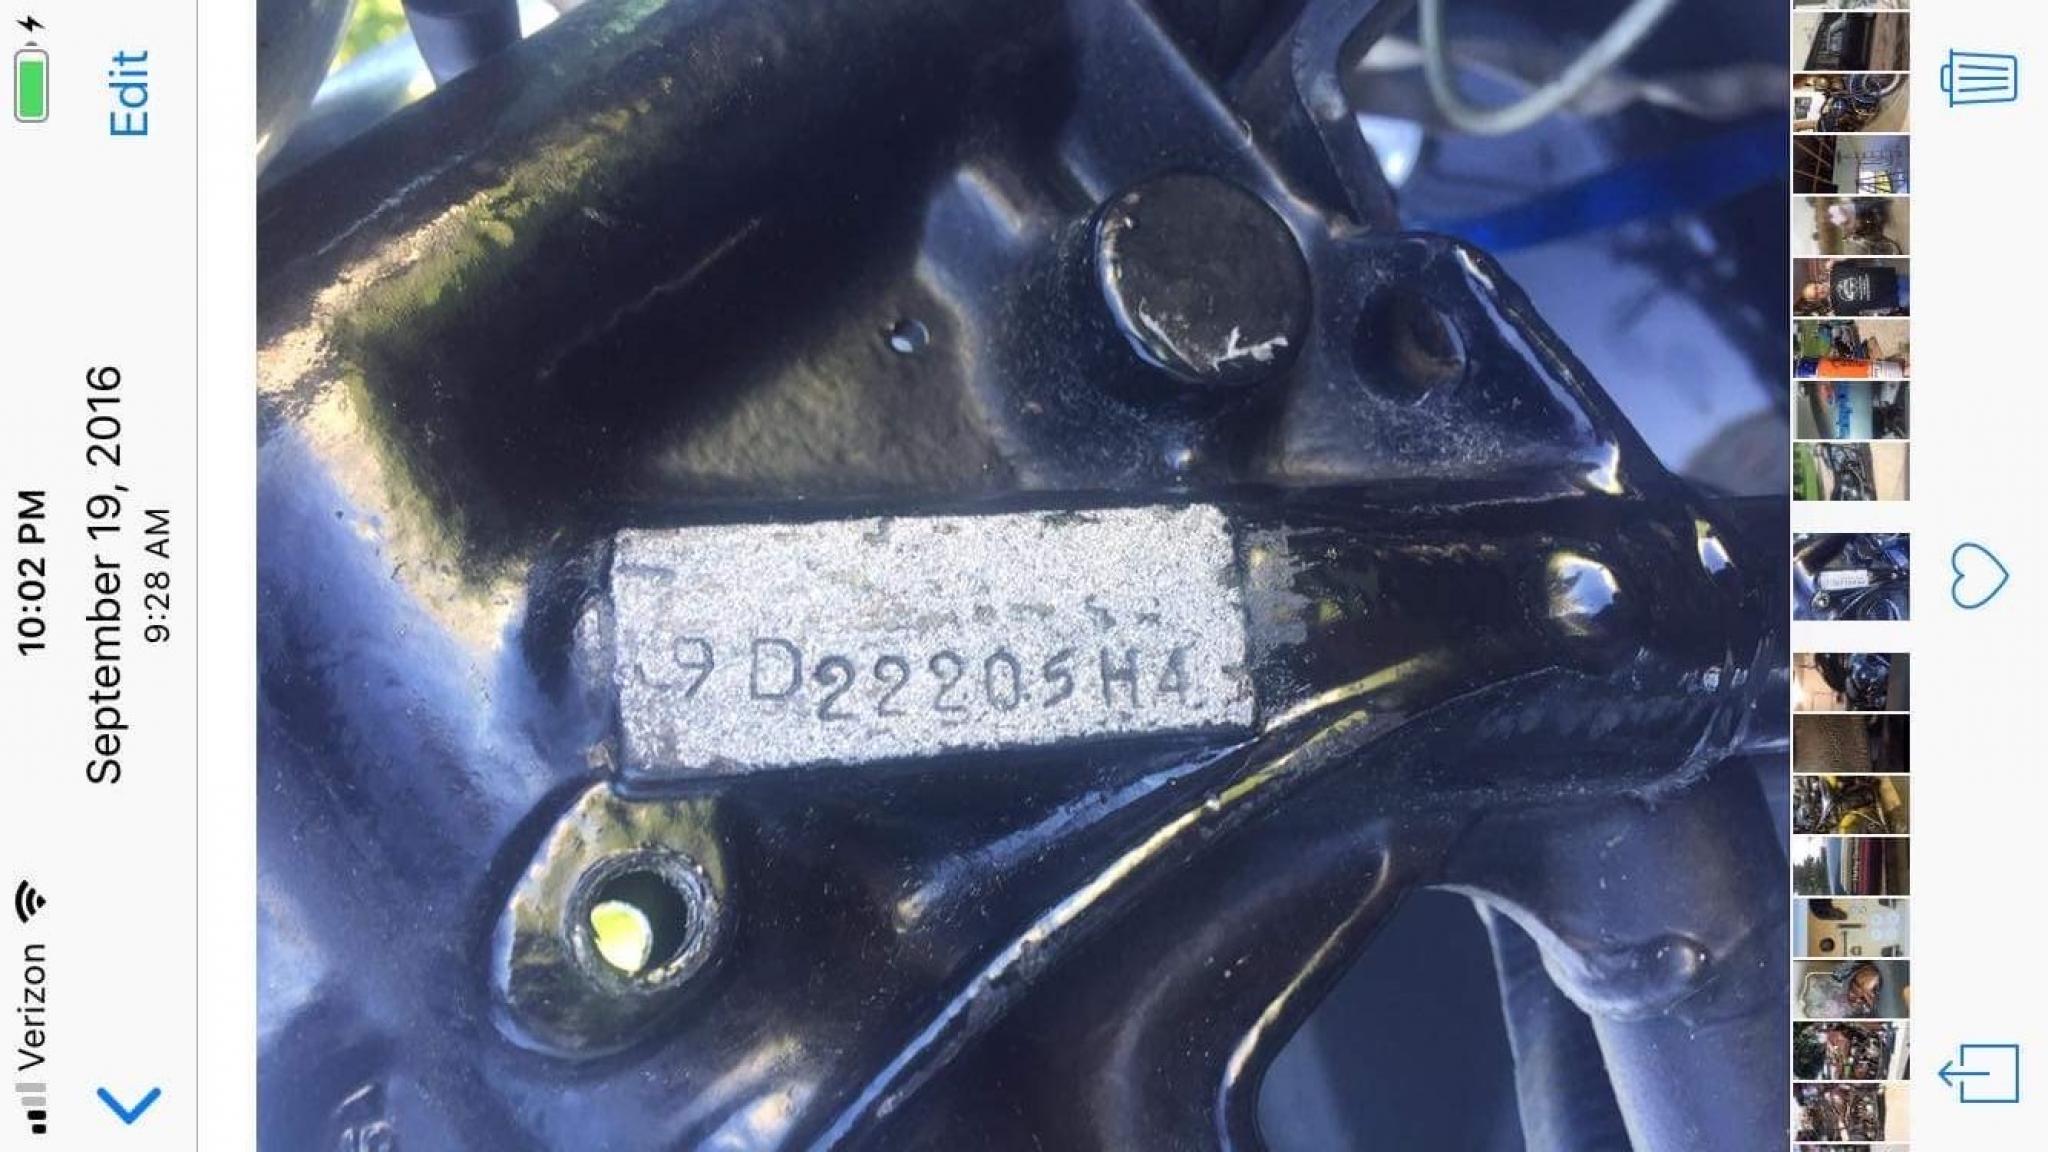 Verizon
10:02 PM
September 19, 2016
9:28 AM
Edit
9D22205H4